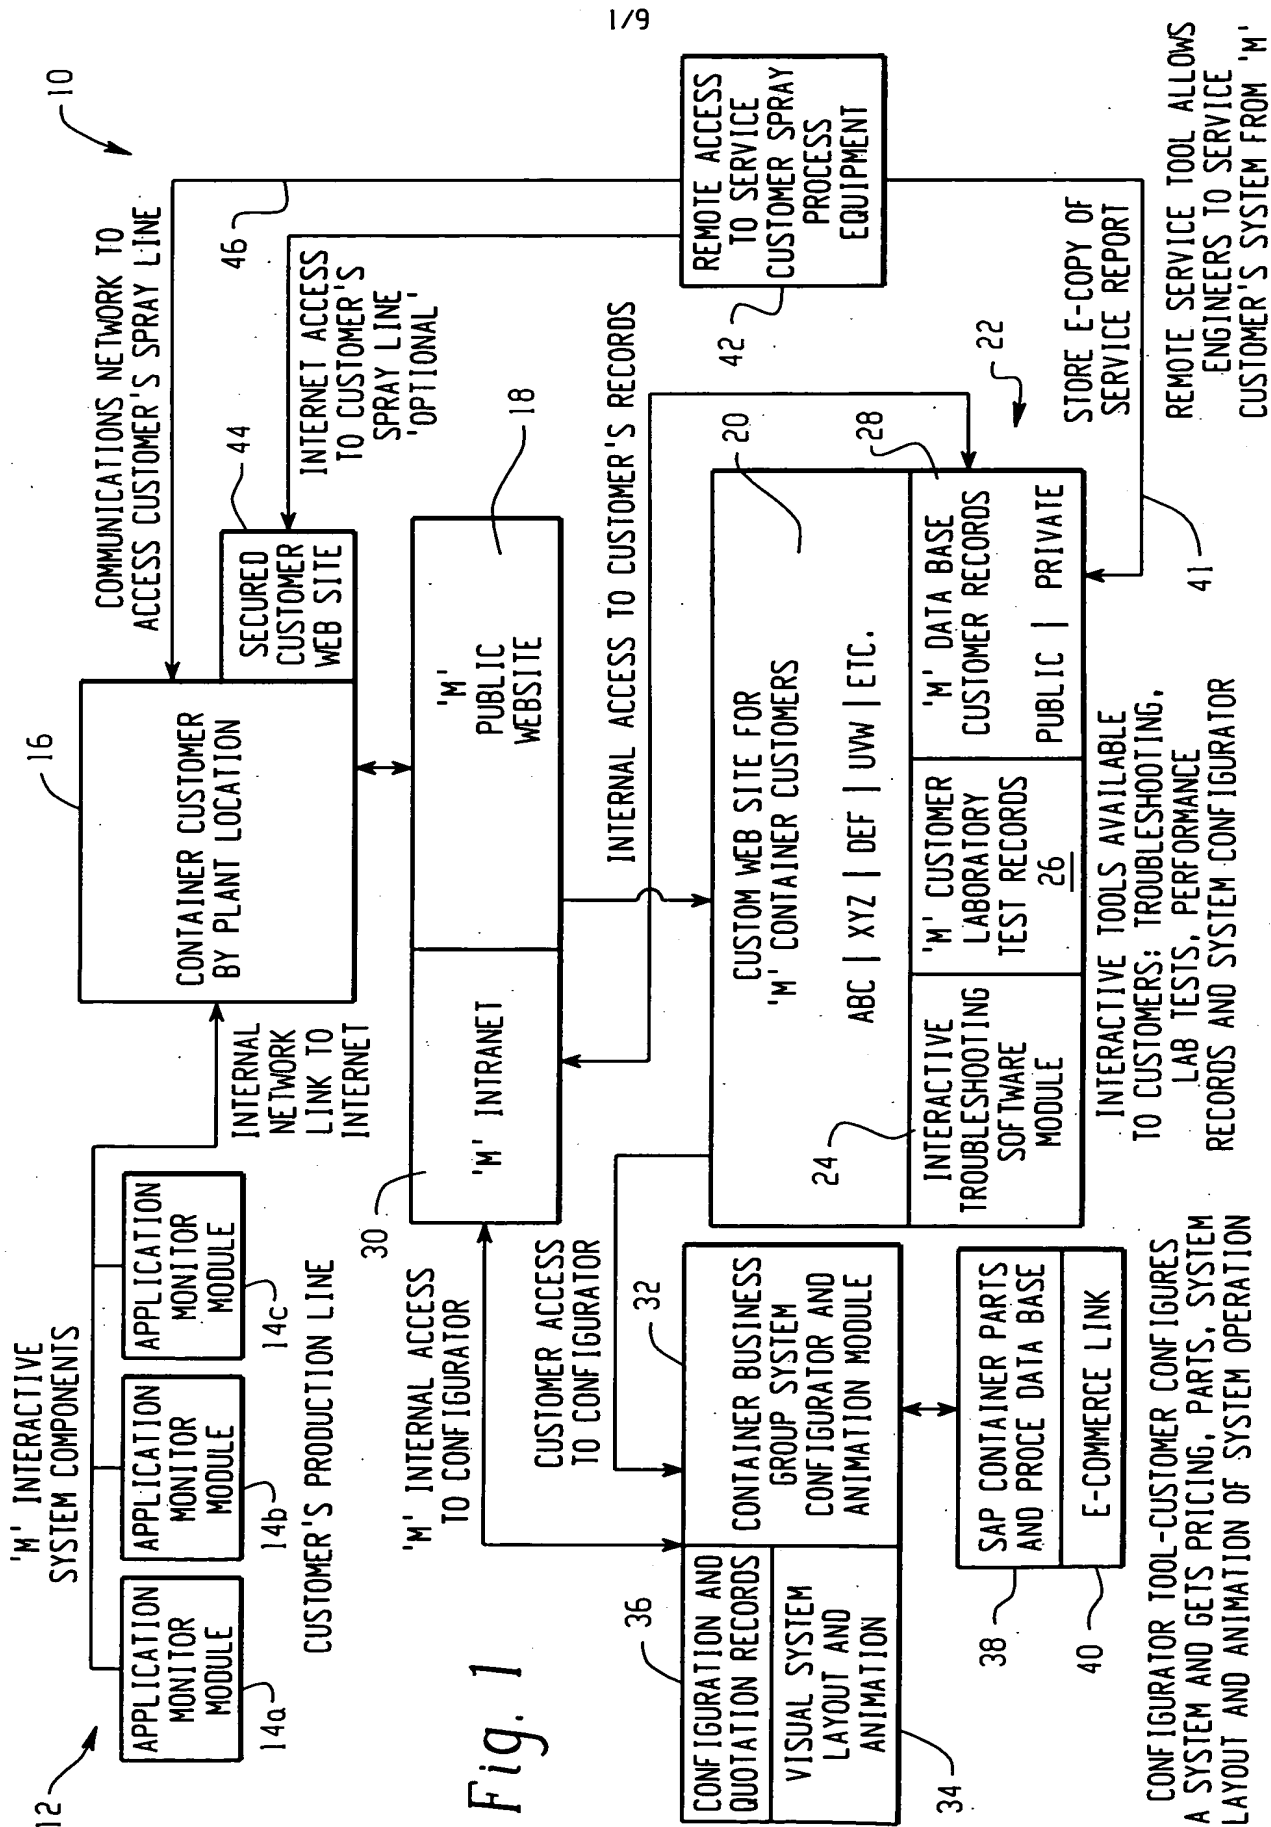 1/9
10
12
'M' INTERACTIVE
SYSTEM COMPONENTS
APPLICATION
MONITOR
MODULE
14a
APPLICATION
MONITOR
MODULE
14b
APPLICATION
MONITOR
MODULE
14c
CUSTOMER'S PRODUCTION LINE
INTERNAL
NETWORK
LINK TO
INTERNET
16
CONTAINER CUSTOMER
BY PLANT LOCATION
COMMUNICATIONS NETWORK TO
ACCESS CUSTOMER'S SPRAY LINE
44
SECURED
CUSTOMER
WEB SITE
46
INTERNET ACCESS
TO CUSTOMER'S
SPRAY LINE
'OPTIONAL'
REMOTE ACCESS
TO SERVICE
CUSTOMER SPRAY
PROCESS
EQUIPMENT
42
Fig. 1
30
'M' INTRANET
'M'
PUBLIC
WEBSITE
18
'M' INTERNAL ACCESS
TO CONFIGURATOR
CUSTOMER ACCESS
TO CONFIGURATOR
INTERNAL ACCESS TO CUSTOMER'S RECORDS
20
CUSTOM WEB SITE FOR
'M' CONTAINER CUSTOMERS
ABC | XYZ | DEF | UVW | ETC.
22
24
INTERACTIVE
TROUBLESHOOTING
SOFTWARE
MODULE
'M' CUSTOMER
LABORATORY
TEST RECORDS
26
28
'M' DATA BASE
CUSTOMER RECORDS
PUBLIC | PRIVATE
STORE E-COPY OF
SERVICE REPORT
41
36
CONFIGURATION AND
QUOTATION RECORDS
VISUAL SYSTEM
LAYOUT AND
ANIMATION
34
32
CONTAINER BUSINESS
GROUP SYSTEM
CONFIGURATOR AND
ANIMATION MODULE
SAP CONTAINER PARTS
AND PROCE DATA BASE
38
E-COMMERCE LINK
40
CONFIGURATOR TOOL-CUSTOMER CONFIGURES
A SYSTEM AND GETS PRICING, PARTS, SYSTEM
LAYOUT AND ANIMATION OF SYSTEM OPERATION
INTERACTIVE TOOLS AVAILABLE
TO CUSTOMERS; TROUBLESHOOTING,
LAB TESTS, PERFORMANCE
RECORDS AND SYSTEM CONFIGURATOR
REMOTE SERVICE TOOL ALLOWS
ENGINEERS TO SERVICE
CUSTOMER'S SYSTEM FROM 'M'